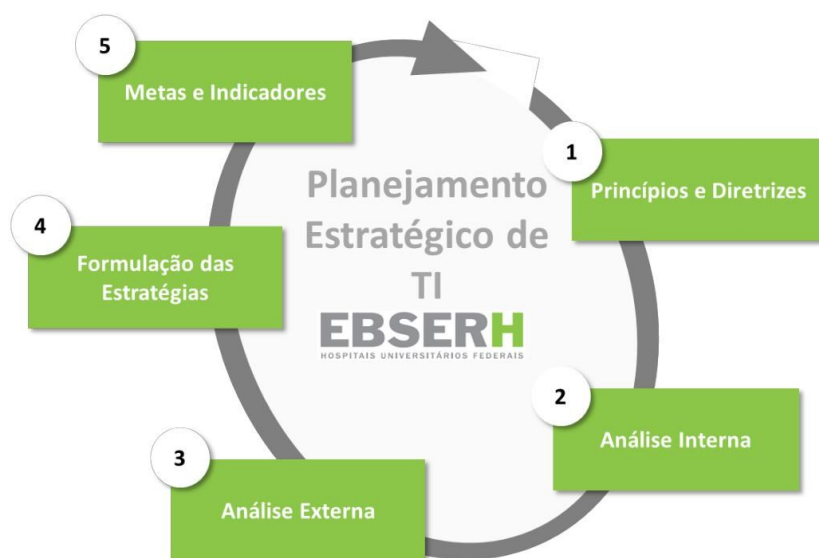 Planejamento
Estratégico de
TI
EBSERH
HOSPITAIS UNIVERSITÁRIOS FEDERAIS
1
Princípios e Diretrizes
2
Análise Interna
3
Análise Externa
4
Formulação das
Estratégias
5
Metas e Indicadores